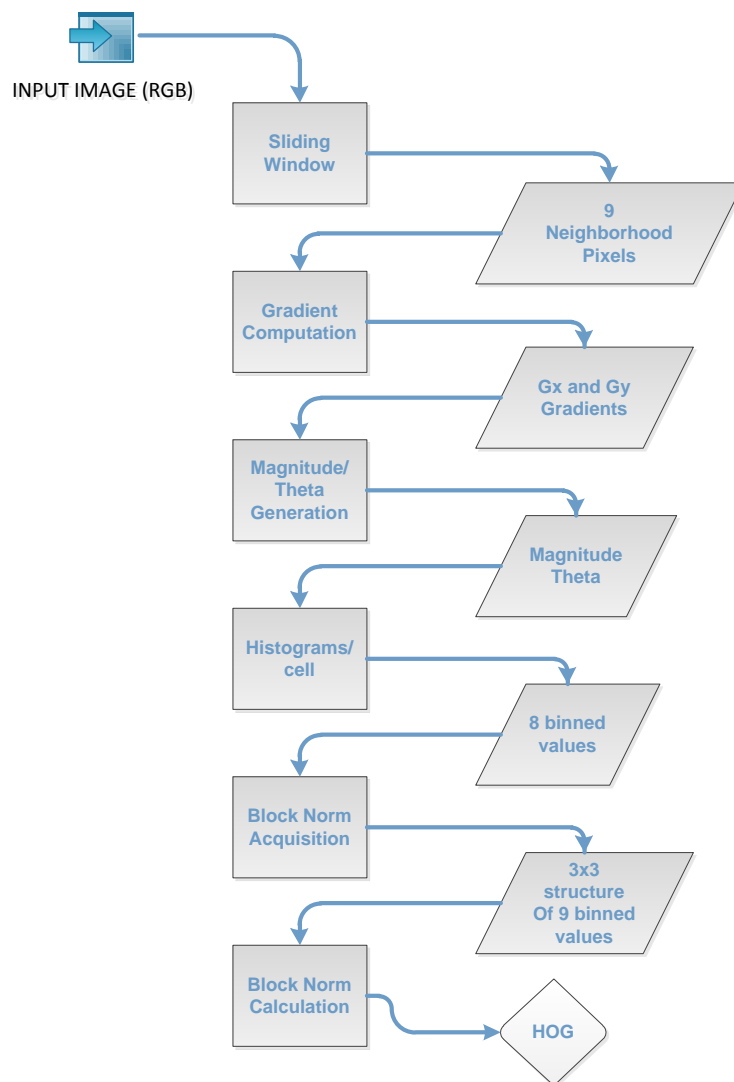 INPUT IMAGE (RGB)
Sliding
Window
9
Neighborhood
Pixels
Gradient
Computation
Gx and Gy
Gradients
Magnitude/
Theta
Generation
Magnitude
Theta
Histograms/
cell
8 binned
values
Block Norm
Acquisition
3x3
structure
Of 9 binned
values
Block Norm
Calculation
HOG